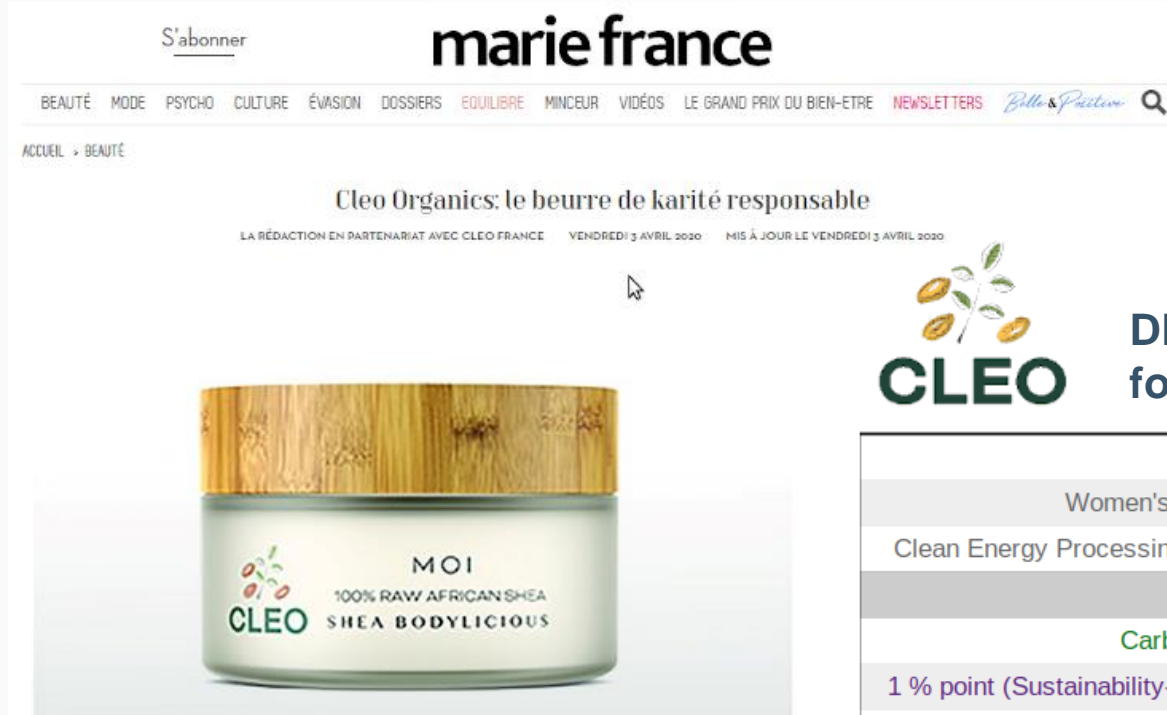 S'abonner
marie france
BEAUTÉ MODE PSYCHO CULTURE ÉVASION DOSSIERS EQUILIBRE MINCEUR VIDÉOS LE GRAND PRIX DU BIEN-ETRE NEWSLETTERS Belle & Positive
ACCUEIL > BEAUTÉ
Cleo Organics: le beurre de karité responsable
LA RÉDACTION EN PARTENARIAT AVEC CLEO FRANCE VENDREDI 3 AVRIL 2020 MIS À JOUR LE VENDREDI 3 AVRIL 2020
CLEO
MOI
100% RAW AFRICAN SHEA
CLEO SHEA BODYLICIOUS
Women's
Clean Energy
1 % point